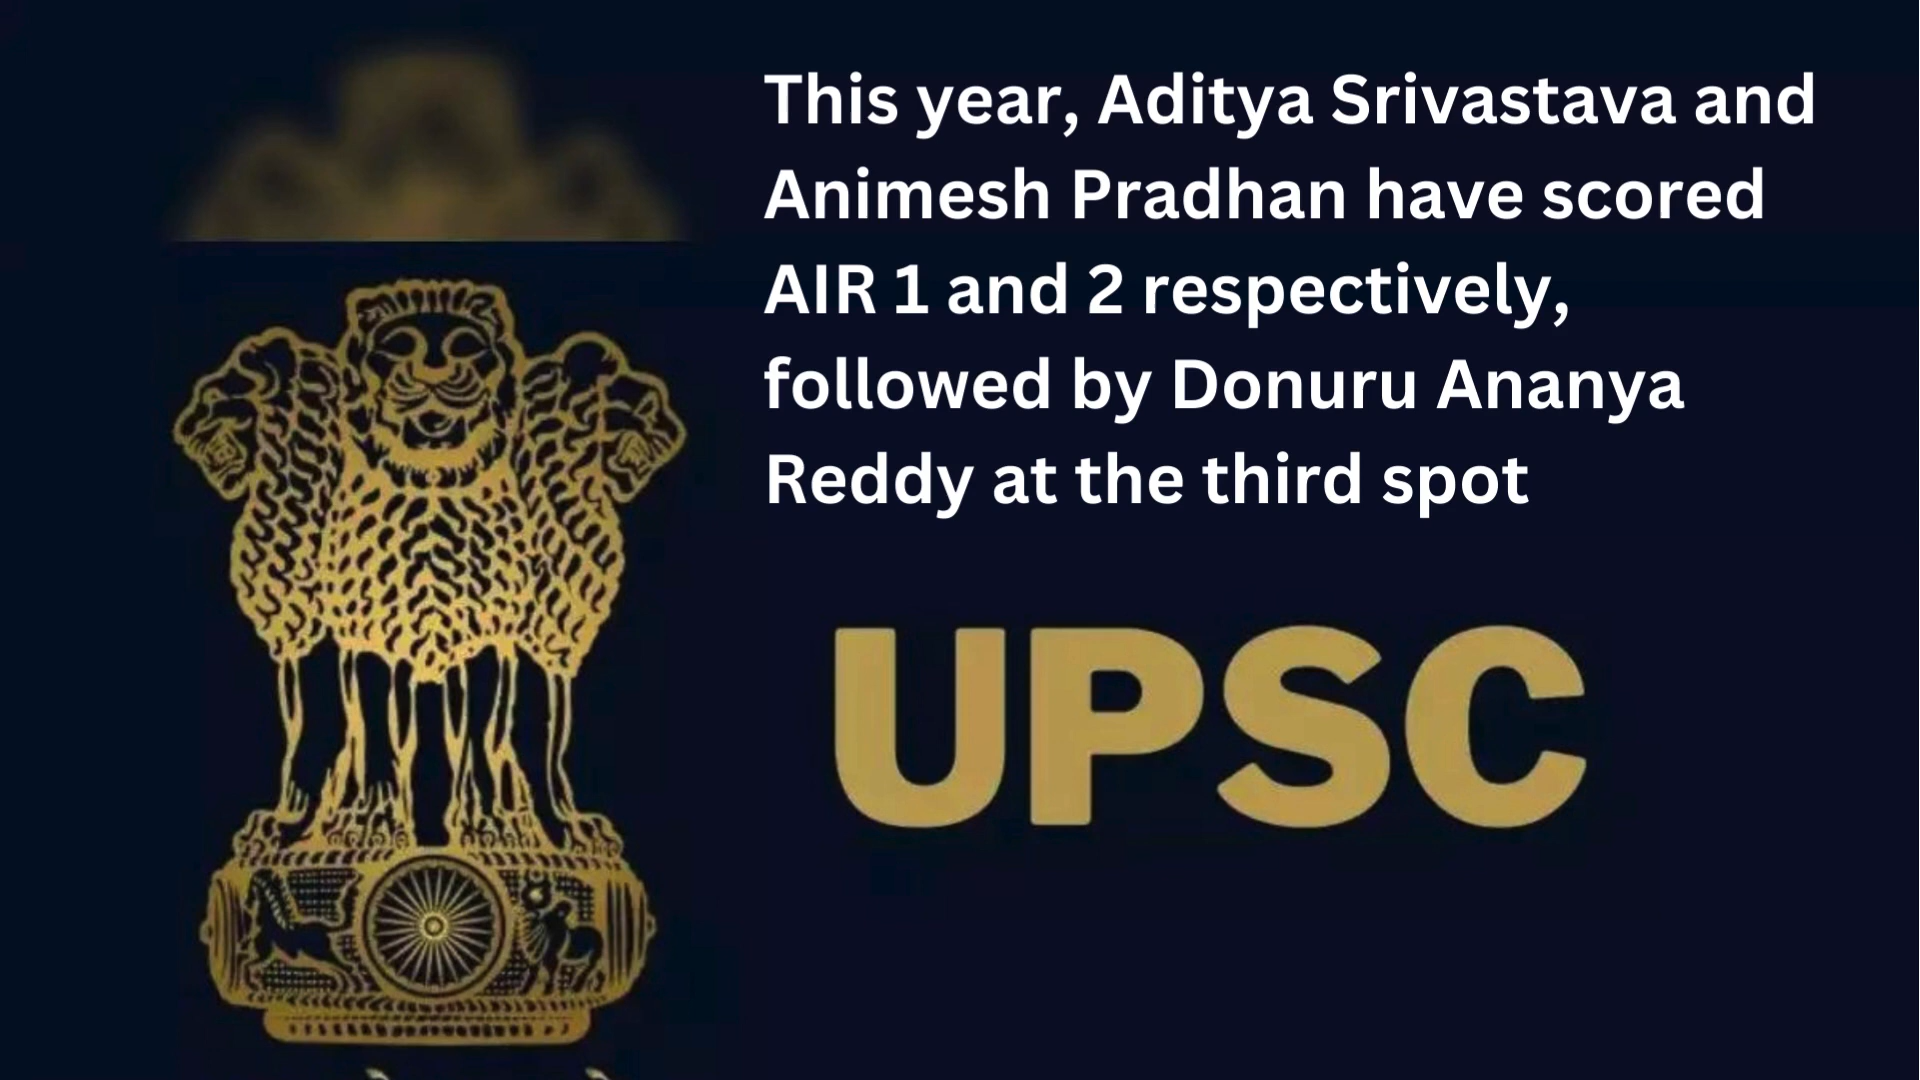 This year, Aditya Srivastava and
Animesh Pradhan have scored
AIR 1 and 2 respectively,
followed by Donuru Ananya
Reddy at the third spot
UPSC